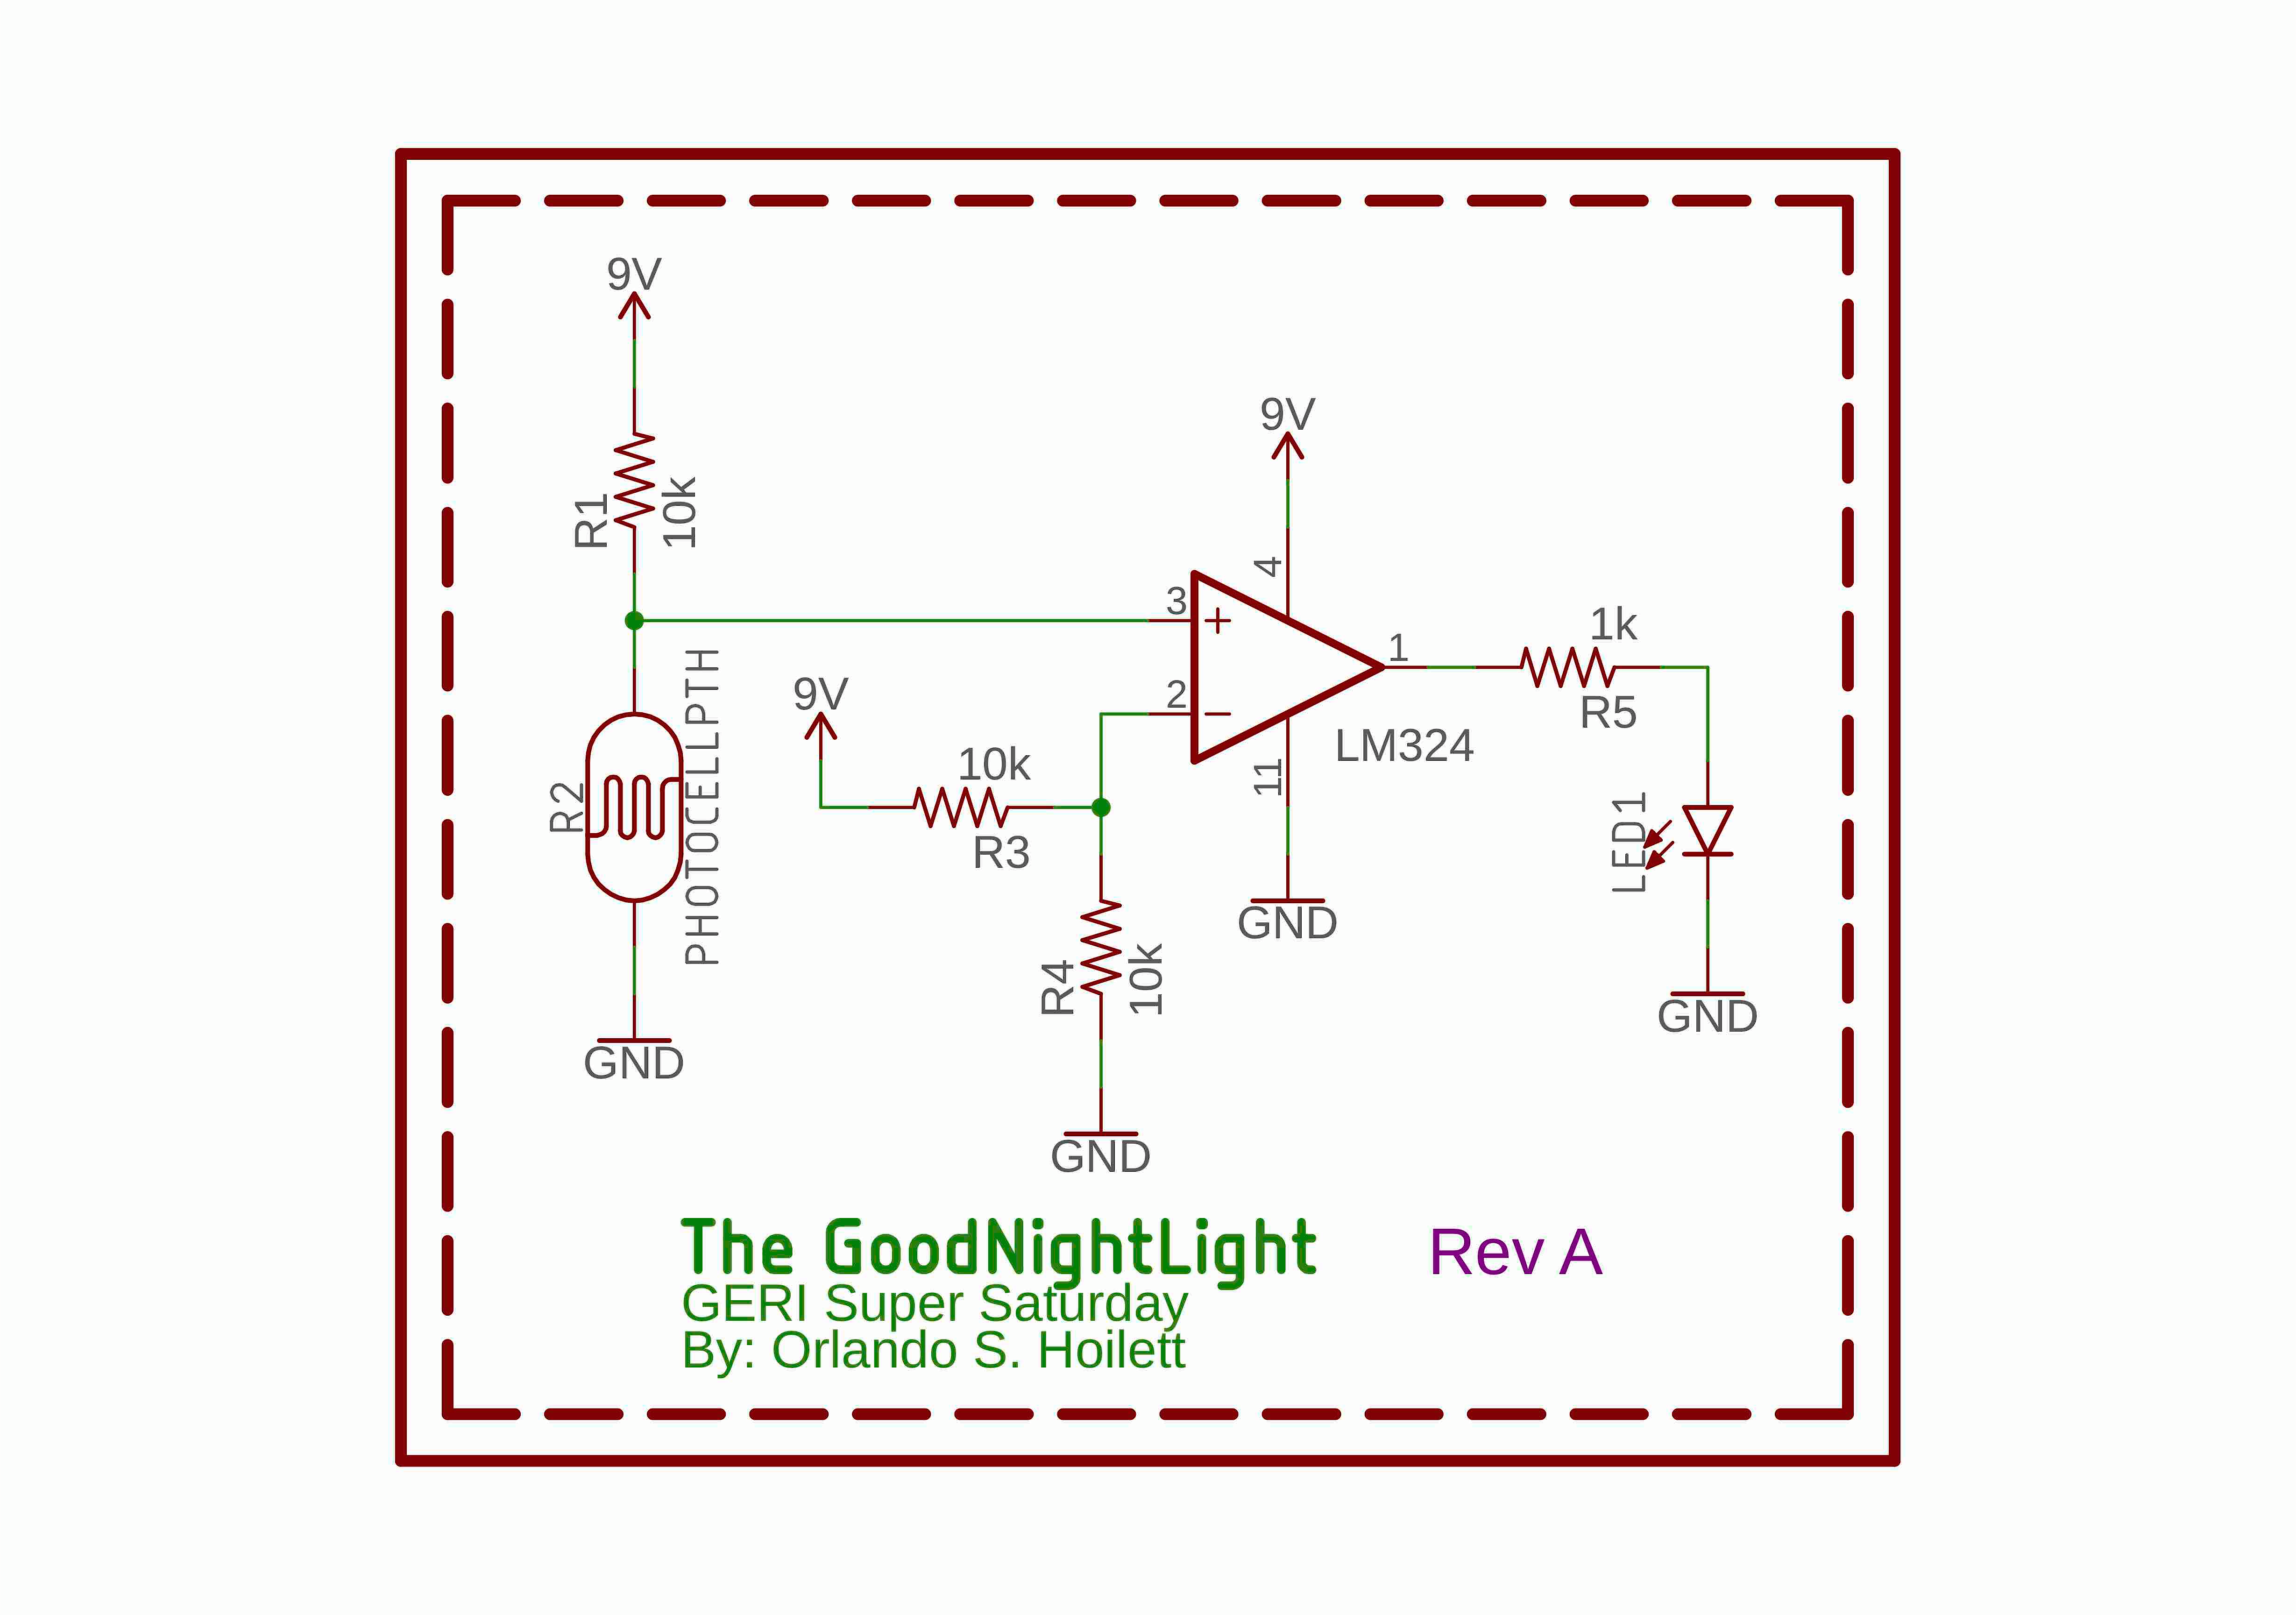 9V
R1
10k
R2
PHOTOCELLPTH
GND
9V
10k
R3
R4
10k
GND
9V
4
3
2
1
11
LM324
GND
1k
R5
LED1
GND
The GoodNightLight
Rev A
GERI Super Saturday
By: Orlando S. Hoilett